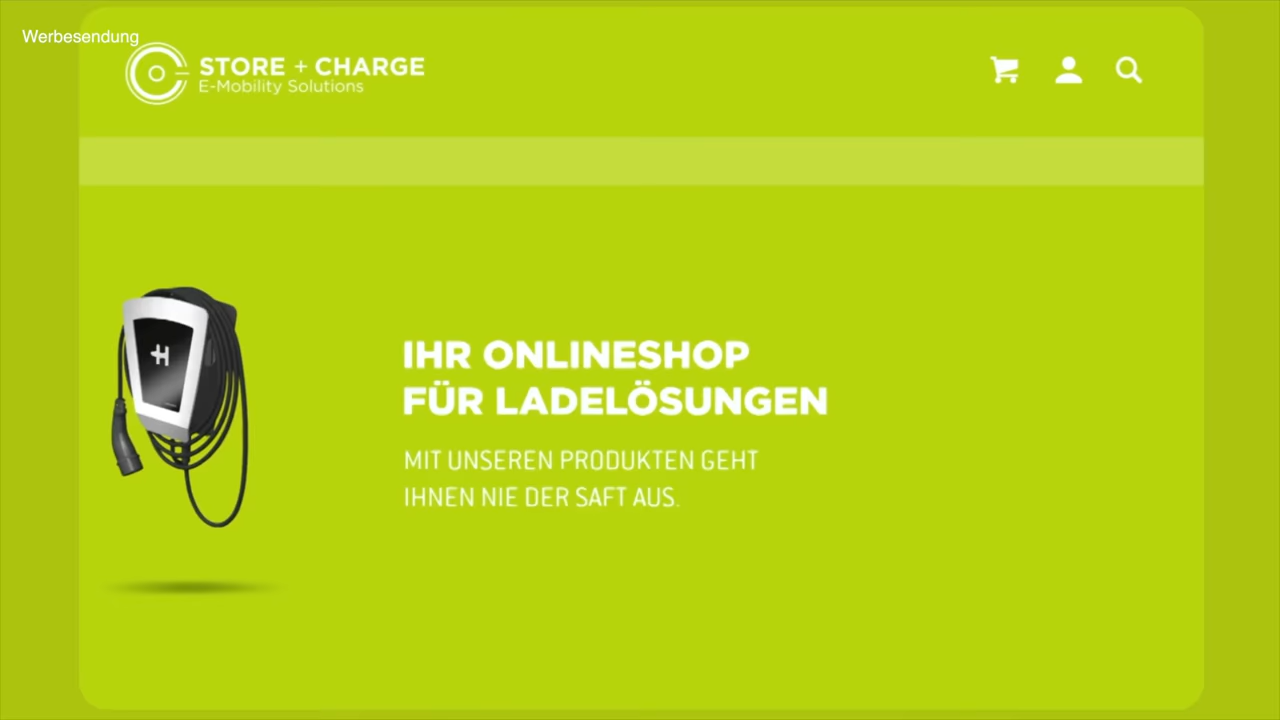 Werbesendung
STORE + CHARGE
E-Mobility Solutions
IHR ONLINESHOP
FÜR LADELÖSUNGEN
MIT UNSEREN PRODUKTEN GEHT
IHNEN NIE DER SAFT AUS.